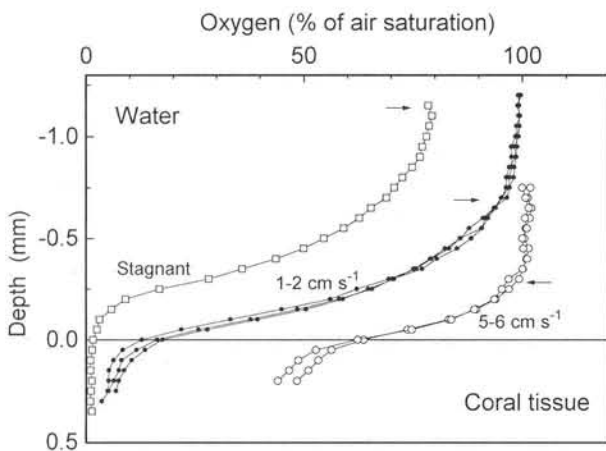 Oxygen (% of air saturation)
0 50 100
Water
-1.0
-0.5
0.0
0.5
Depth (mm)
Stagnant
1-2 cm s⁻¹
5-6 cm s⁻¹
Coral tissue